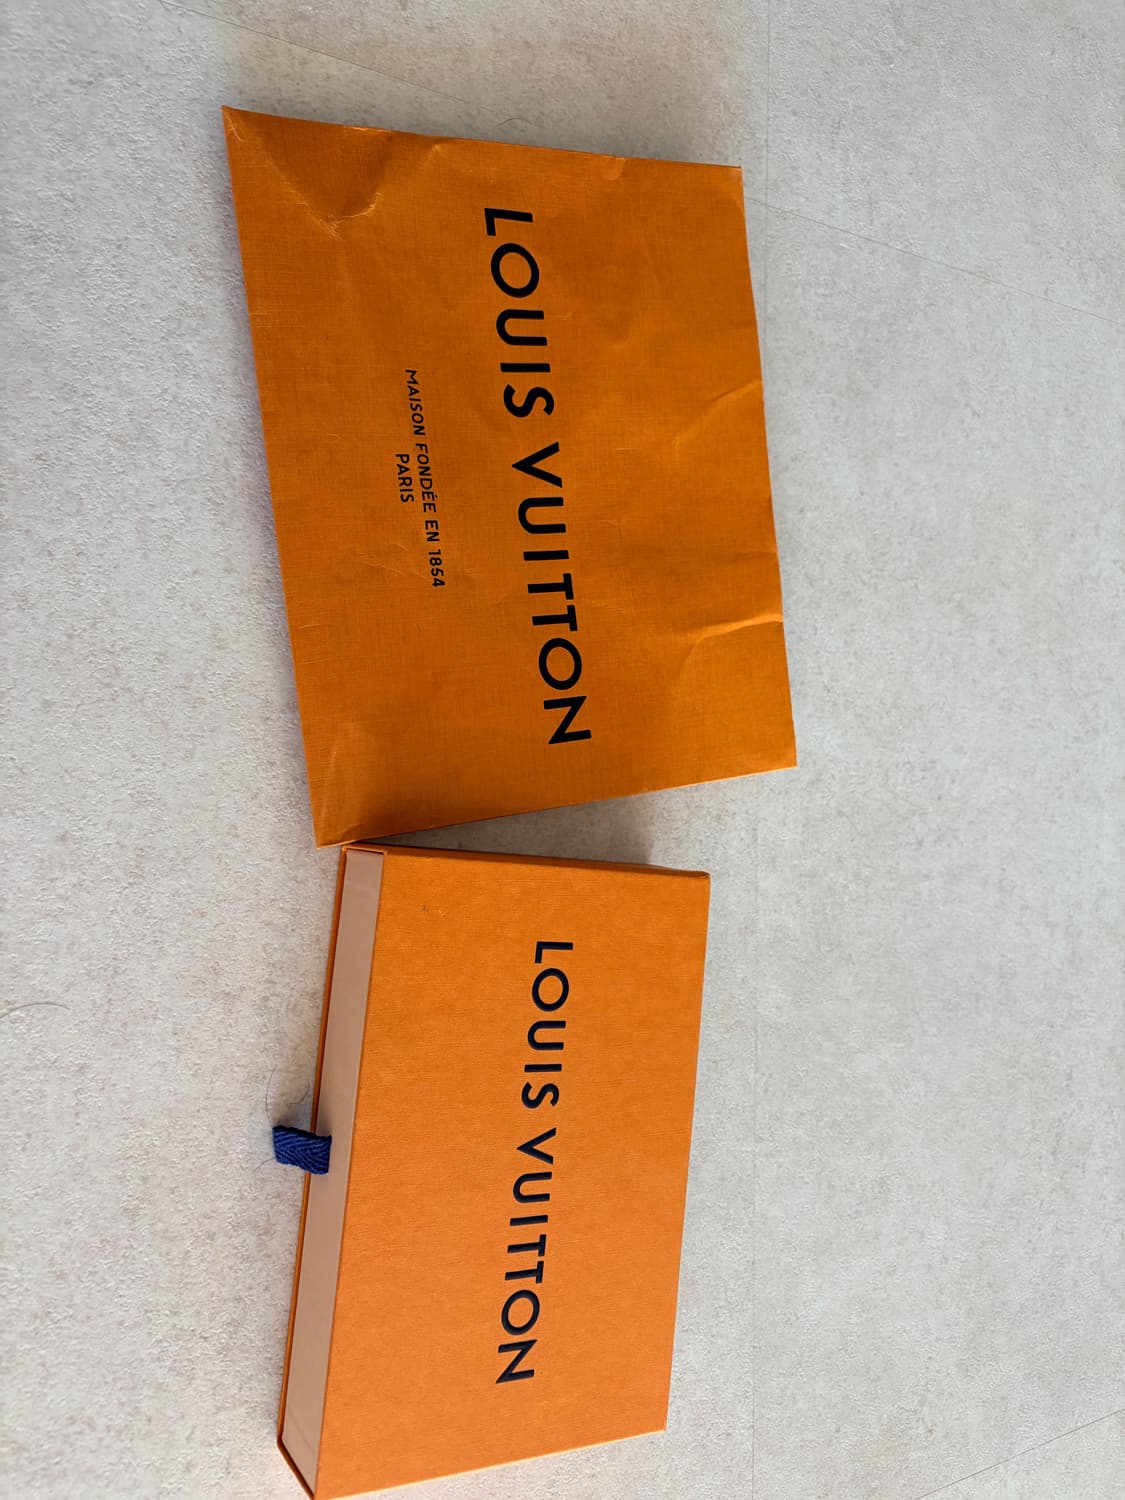 LOUIS VUITTON
MAISON FONDÉE EN 1854
PARIS
LOUIS VUITTON